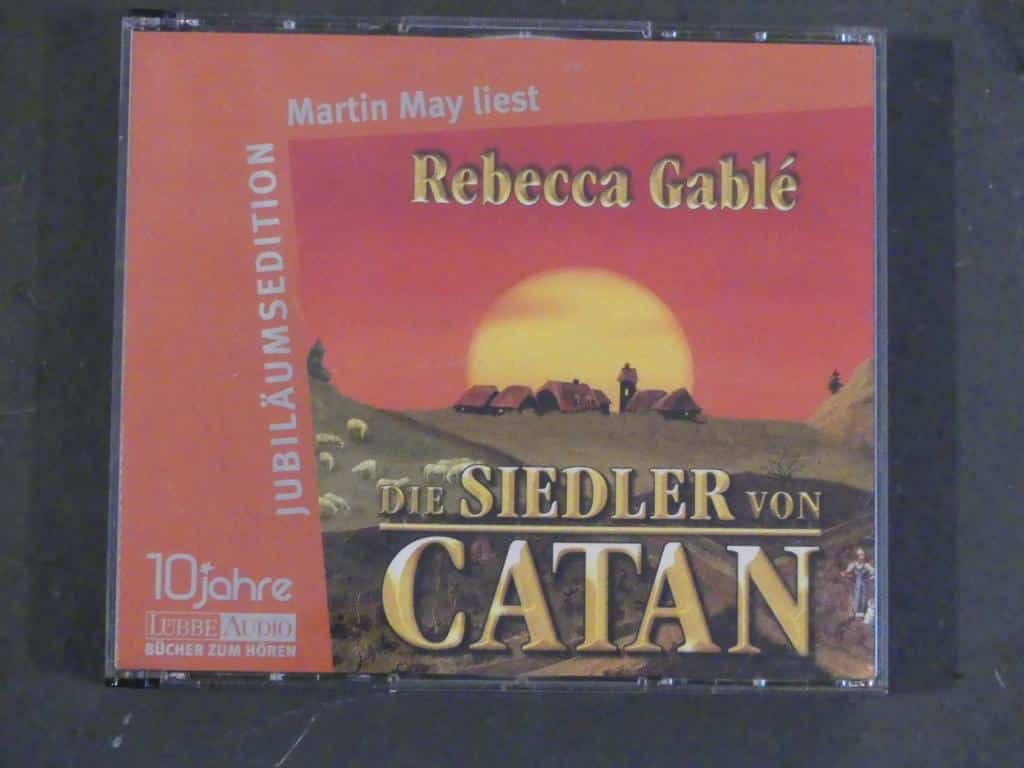 Martin May liest
JUBILÄUMSEDITION
Rebecca Gablé
DIE SIEDLER VON
CATAN
10 jahre
LÜBBE AUDIO
BÜCHER ZUM HÖREN